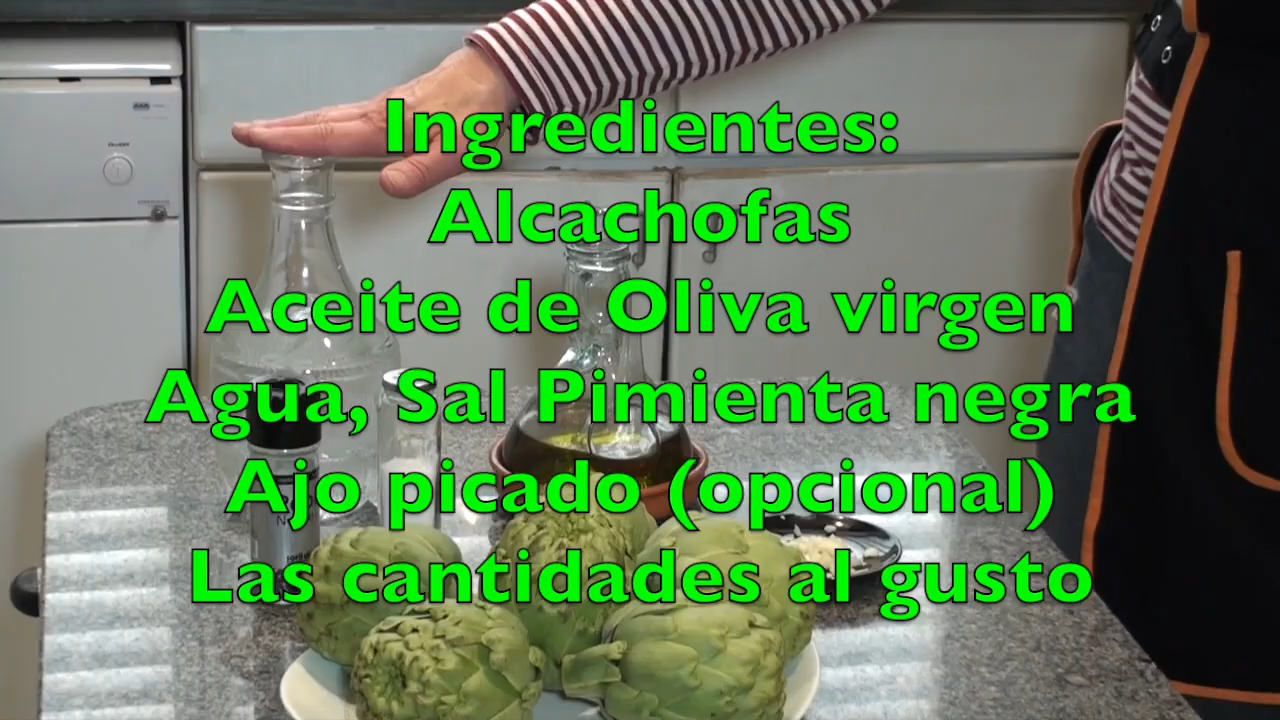 Ingredientes:
Alcachofas
Aceite de Oliva virgen
Agua, Sal Pimienta negra
Ajo picado (opcional)
Las cantidades al gusto